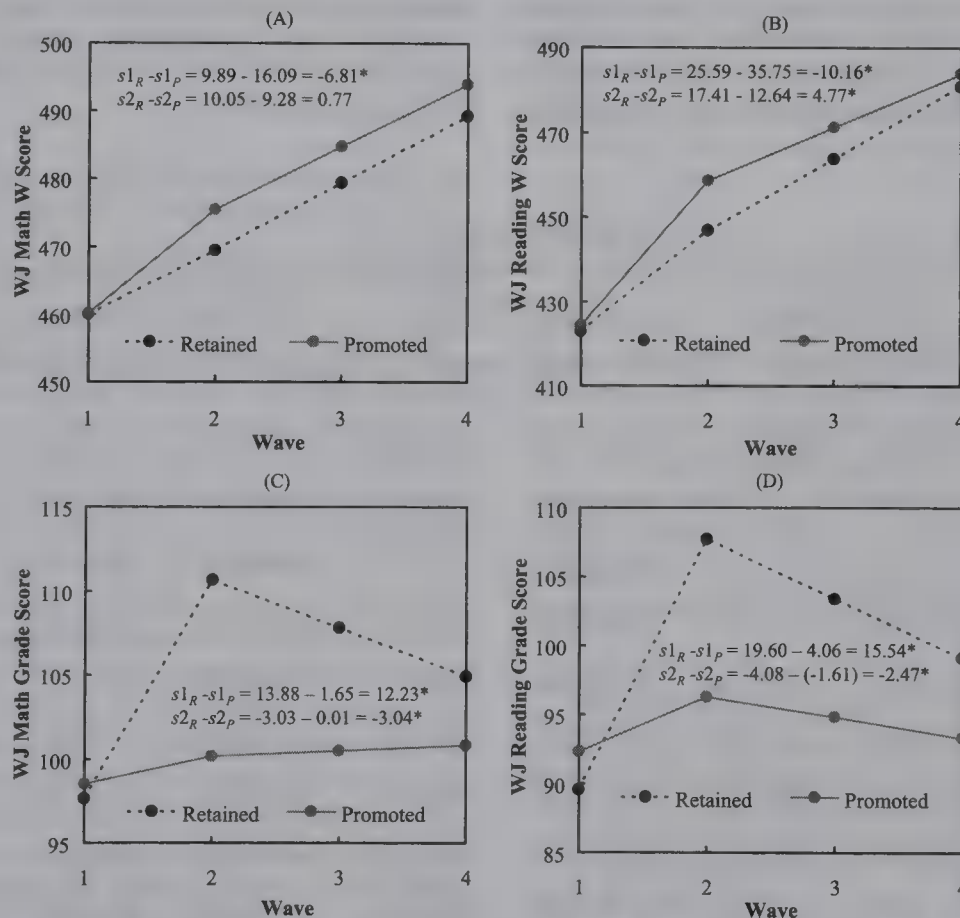 (A)
500
490
480
470
460
450
WJ Math W Score
s1R -s1P = 9.89 - 16.09 = -6.81*
s2R -s2P = 10.05 - 9.28 = 0.77
Retained
Promoted
1 2 3 4
Wave
(B)
490
470
450
430
410
WJ Reading W Score
s1R -s1P = 25.59 - 35.75 = -10.16*
s2R -s2P = 17.41 - 12.64 = 4.77*
Retained
Promoted
1 2 3 4
Wave
(C)
115
110
105
100
95
WJ Math Grade Score
s1R -s1P = 13.88 – 1.65 = 12.23*
s2R -s2P = -3.03 – 0.01 = -3.04*
Retained
Promoted
1 2 3 4
Wave
(D)
110
105
100
95
90
85
WJ Reading Grade Score
s1R -s1P = 19.60 – 4.06 = 15.54*
s2R -s2P = -4.08 – (-1.61) = -2.47*
Retained
Promoted
1 2 3 4
Wave